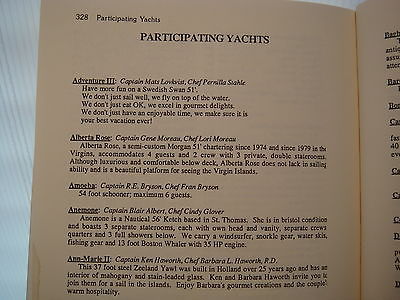 328 Participating Yachts
PARTICIPATING YACHTS
Adventure III: Captain Mats Lovkvist, Chef Pernilla Stahle
Have more fun on a Swedish Swan 51'.
We don't just sail well, we fly on top of the water.
We don't just eat OK, we excel in gourmet delights.
We don't just have an enjoyable time, we make sure it is
your best vacation ever!
Alberta Rose: Captain Gene Moreau, Chef Lori Moreau
Alberta Rose, a semi-custom Morgan 51' chartering since 1974 and since 1979 in the
Virgins, accommodates 4 guests and 2 crew with 3 private, double staterooms.
Although luxurious and comfortable below deck, Alberta Rose does not lack in sailing
ability and is a beautiful platform for seeing the Virgin Islands.
Amoeba: Captain R.E. Bryson, Chef Fran Bryson
54 foot schooner; maximum 6 guests.
Anemone: Captain Blair Albert, Chef Cindy Glover
Anemone is a Nautical 56' Ketch based in St. Thomas. She is in bristol condition
and boasts 3 separate staterooms, each with own head and vanity, separate crews
quarters and 3 full showers. We carry a windsurfer, snorkle gear, water skis,
fishing gear and 13 foot Boston Whaler with 35 HP engine.
Ann-Marie II: Captain Ken Haworth, Chef Barbara L. Haworth, R.D.
This 37 foot steel Zeeland Yawl was built in Holland over 25 years ago and has an
interior of mahogany and stained-glass. Ken and Barbara Haworth invite you to
join them for a sail in the islands. Enjoy Barbara's gourmet creations and the couple's
warm hospitality.